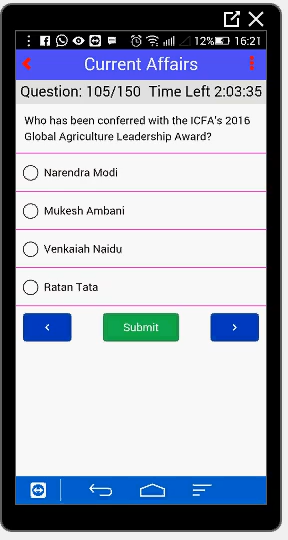 12% 16:21
Current Affairs
Question: 105/150 Time Left 2:03:35
Who has been conferred with the ICFA's 2016
Global Agriculture Leadership Award?
Narendra Modi
Mukesh Ambani
Venkaiah Naidu
Ratan Tata
< Submit >